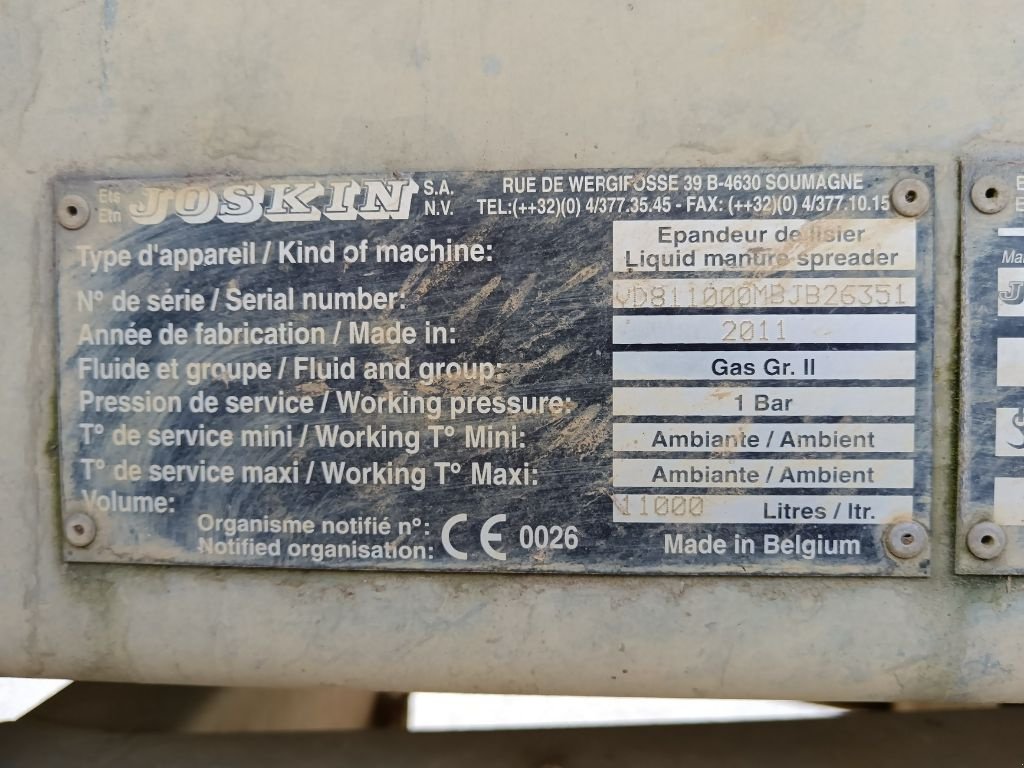 Ets JOSKIN S.A.
Etn N.V.
RUE DE WERGIFOSSE 39 B-4630 SOUMAGNE
TEL:(++32)(0) 4/377.35.45 - FAX: (++32)(0) 4/377.10.15
Type d'appareil / Kind of machine: Epandeur de lisier
Liquid manure spreader
N° de série / Serial number: YD811000MBJB26351
Année de fabrication / Made in: 2011
Fluide et groupe / Fluid and group: Gas Gr. II
Pression de service / Working pressure: 1 Bar
T° de service mini / Working T° Mini: Ambiante / Ambient
T° de service maxi / Working T° Maxi: Ambiante / Ambient
Volume: 11000 Litres / ltr.
Organisme notifié n°:
Notified organisation: CE 0026
Made in Belgium